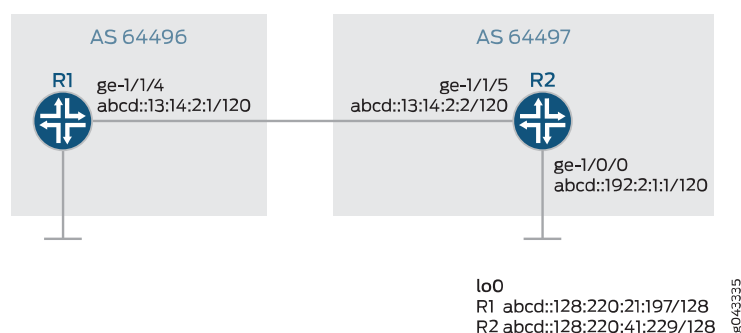 AS 64496
AS 64497
R1
ge-1/1/4
abcd::13:14:2:1/120
ge-1/1/5
abcd::13:14:2:2/120
R2
ge-1/0/0
abcd::192:2:1:1/120
lo0
R1 abcd::128:220:21:197/128
R2 abcd::128:220:41:229/128
g043335